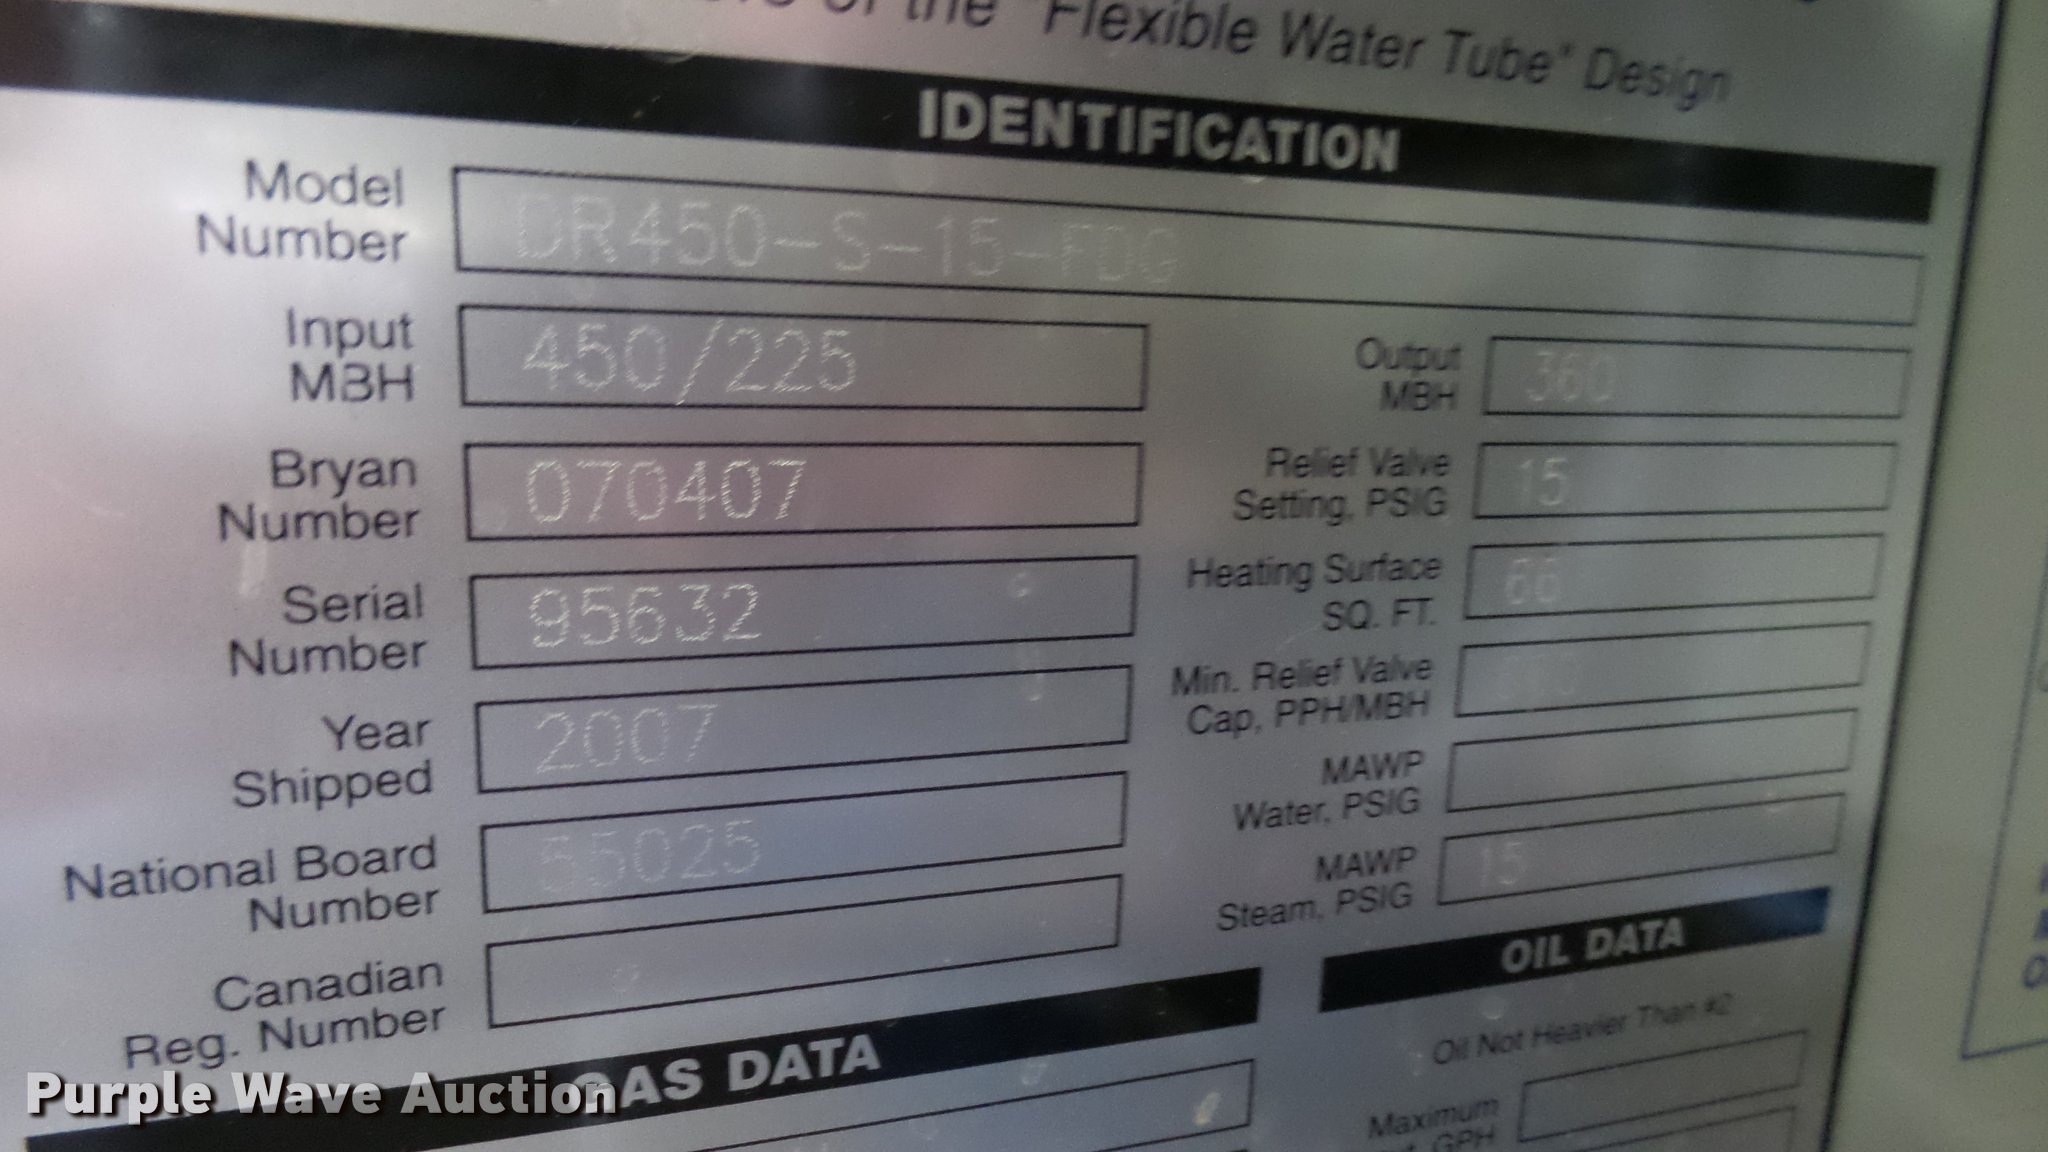 of the "Flexible Water Tube" Design
IDENTIFICATION
Model Number DR450-S-15-FDG
Input MBH 450/225
Output MBH 360
Bryan Number 070407
Relief Valve Setting, PSIG 15
Serial Number 95632
Heating Surface SQ. FT. 66
Year Shipped 2007
Min. Relief Valve Cap, PPH/MBH
National Board Number 55025
MAWP Water, PSIG
Canadian Reg. Number
MAWP Steam, PSIG 15
GAS DATA
OIL DATA
Oil Not Heavier Than #2
Maximum
GPH
Purple Wave Auction